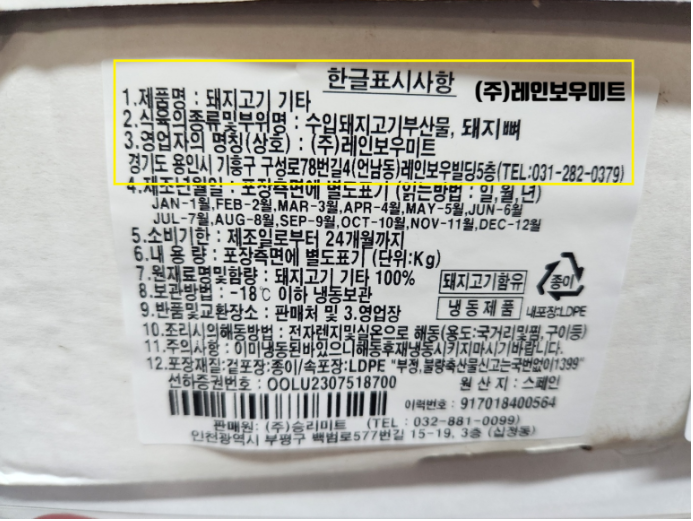 한글표시사항 (주)레인보우미트
1.제품명 : 돼지고기 기타
2.식육의종류및부위명 : 수입돼지고기부산물, 돼지뼈
3.영업자의 명칭(상호) : (주)레인보우미트
경기도 용인시 기흥구 구성로78번길4(언남동)레인보우빌딩5층(TEL:031-282-0379)
4.제조년월일 : 포장측면에 별도표기 (읽는방법 : 일,월,년)
JAN-1월,FEB-2월,MAR-3월,APR-4월,MAY-5월,JUN-6월
JUL-7월,AUG-8월,SEP-9월,OCT-10월,NOV-11월,DEC-12월
5.소비기한 : 제조일로부터 24개월까지
6.내 용 량 : 포장측면에 별도표기 (단위:Kg)
7.원재료명및함량 : 돼지고기 기타 100% 돼지고기함유 종이
8.보관방법 : -18℃ 이하 냉동보관
9.반품및교환장소 : 판매처 및 3.영업장 냉동제품 내포장:LDPE
10.조리시의해동방법 : 전자렌지및실온으로 해동(용도:국거리및찜, 구이등)
11.주의사항 : 이미냉동된바있으니해동후재냉동시키지마시기바랍니다.
12.포장재질:겉포장:종이/속포장:LDPE "부정,불량축산물신고는국번없이1399"
선하증권번호 : OOLU2307518700 원 산 지 : 스페인
이력번호 : 917018400564
판매원: (주)승리미트 (TEL : 032-881-0099)
인천광역시 부평구 백범로577번길 15-19, 3층 (십정동)